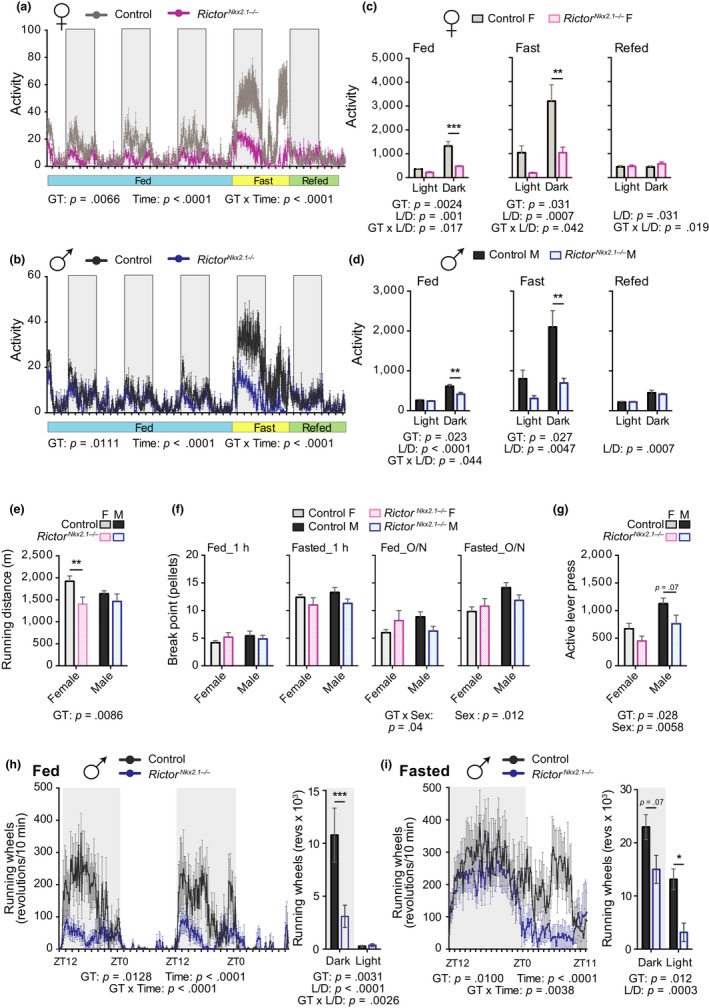 (a) ♀ Control Rictor^Nkx2.1–/–
Activity
100
80
60
40
20
0
Fed Fast Refed
GT: p = .0066 Time: p < .0001 GT x Time: p < .0001
(b) ♂ Control Rictor^Nkx2.1–/–
Activity
60
40
20
0
Fed Fast Refed
GT: p = .0111 Time: p < .0001 GT x Time: p < .0001
(c) ♀ Control F Rictor^Nkx2.1–/– F
Fed Fast Refed
Activity
5,000
4,000
3,000
2,000
1,000
0
*** **
Light Dark Light Dark Light Dark
GT: p = .0024 GT: p = .031
L/D: p = .001 L/D: p = .0007 L/D: p = .031
GT x L/D: p = .017 GT x L/D: p = .042 GT x L/D: p = .019
(d) ♂ Control M Rictor^Nkx2.1–/– M
Fed Fast Refed
Activity
3,000
2,000
1,000
0
** **
Light Dark Light Dark Light Dark
GT: p = .023 GT: p = .027
L/D: p < .0001 L/D: p = .0047 L/D: p = .0007
GT x L/D: p = .044
(e) F M
Control
Rictor^Nkx2.1–/–
Running distance (m)
2,500
2,000
1,500
1,000
500
0
**
Female Male
GT: p = .0086
(f) Control F Rictor^Nkx2.1–/– F
Control M Rictor^Nkx2.1–/– M
Fed_1 h Fasted_1 h Fed_O/N Fasted_O/N
Break point (pellets)
20
15
10
5
0
Female Male Female Male Female Male Female Male
GT x Sex: Sex : p = .012
p = .04
(g) F M
Control
Rictor^Nkx2.1–/–
Active lever press
2,000
1,500
1,000
500
0
p = .07
Female Male
GT: p = .028
Sex: p = .0058
(h) Fed ♂ Control
Rictor^Nkx2.1–/–
Running wheels
(revolutions/10 min)
500
400
300
200
100
0
ZT12 ZT0 ZT12 ZT0
GT: p = .0128 Time: p < .0001
GT x Time: p < .0001
Running wheels (revs x 10³)
15
10
5
0
***
Dark Light
GT: p = .0031
L/D: p < .0001
GT x L/D: p = .0026
(i) Fasted ♂ Control
Rictor^Nkx2.1–/–
Running wheels
(revolutions/10 min)
500
400
300
200
100
0
ZT12 ZT0 ZT11
GT: p = .0100 Time: p < .0001
GT x Time: p = .0038
Running wheels (revs x 10³)
30
20
10
0
p = .07
*
Dark Light
GT: p = .012
L/D: p = .0003